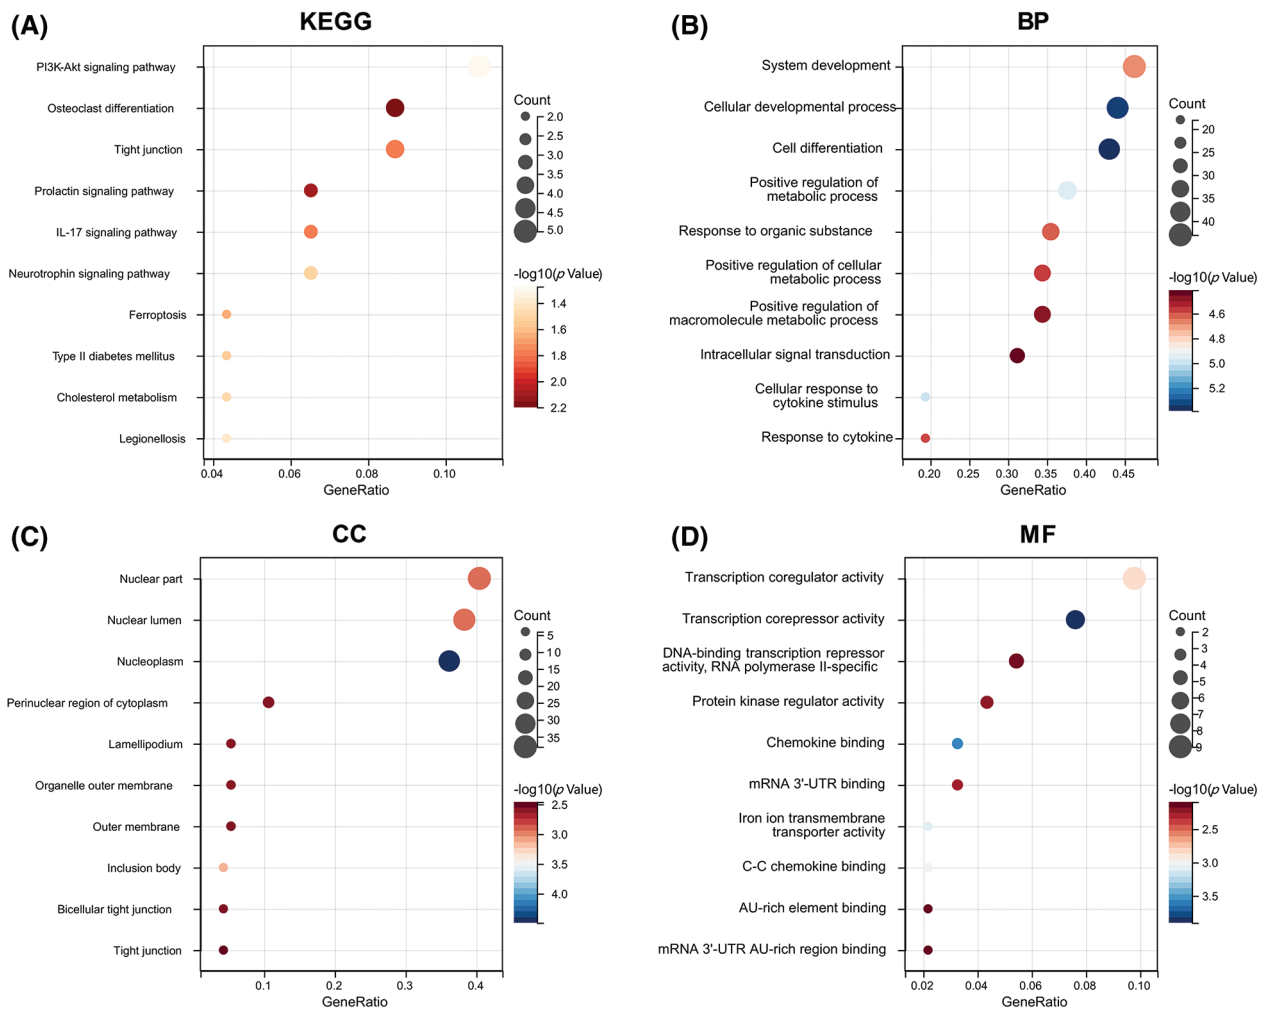 (A)
KEGG
PI3K-Akt signaling pathway
Osteoclast differentiation
Tight junction
Prolactin signaling pathway
IL-17 signaling pathway
Neurotrophin signaling pathway
Ferroptosis
Type II diabetes mellitus
Cholesterol metabolism
Legionellosis
0.04 0.06 0.08 0.10
GeneRatio
Count
2.0
2.5
3.0
3.5
4.0
4.5
5.0
-log10(p Value)
1.4
1.6
1.8
2.0
2.2
(B)
BP
System development
Cellular developmental process
Cell differentiation
Positive regulation of
metabolic process
Response to organic substance
Positive regulation of cellular
metabolic process
Positive regulation of
macromolecule metabolic process
Intracellular signal transduction
Cellular response to
cytokine stimulus
Response to cytokine
0.20 0.25 0.30 0.35 0.40 0.45
GeneRatio
Count
20
25
30
35
40
-log10(p Value)
4.6
4.8
5.0
5.2
(C)
CC
Nuclear part
Nuclear lumen
Nucleoplasm
Perinuclear region of cytoplasm
Lamellipodium
Organelle outer membrane
Outer membrane
Inclusion body
Bicellular tight junction
Tight junction
0.1 0.2 0.3 0.4
GeneRatio
Count
5
10
15
20
25
30
35
-log10(p Value)
2.5
3.0
3.5
4.0
(D)
MF
Transcription coregulator activity
Transcription corepressor activity
DNA-binding transcription repressor
activity, RNA polymerase II-specific
Protein kinase regulator activity
Chemokine binding
mRNA 3'-UTR binding
Iron ion transmembrane
transporter activity
C-C chemokine binding
AU-rich element binding
mRNA 3'-UTR AU-rich region binding
0.02 0.04 0.06 0.08 0.10
GeneRatio
Count
2
3
4
5
6
7
8
9
-log10(p Value)
2.5
3.0
3.5